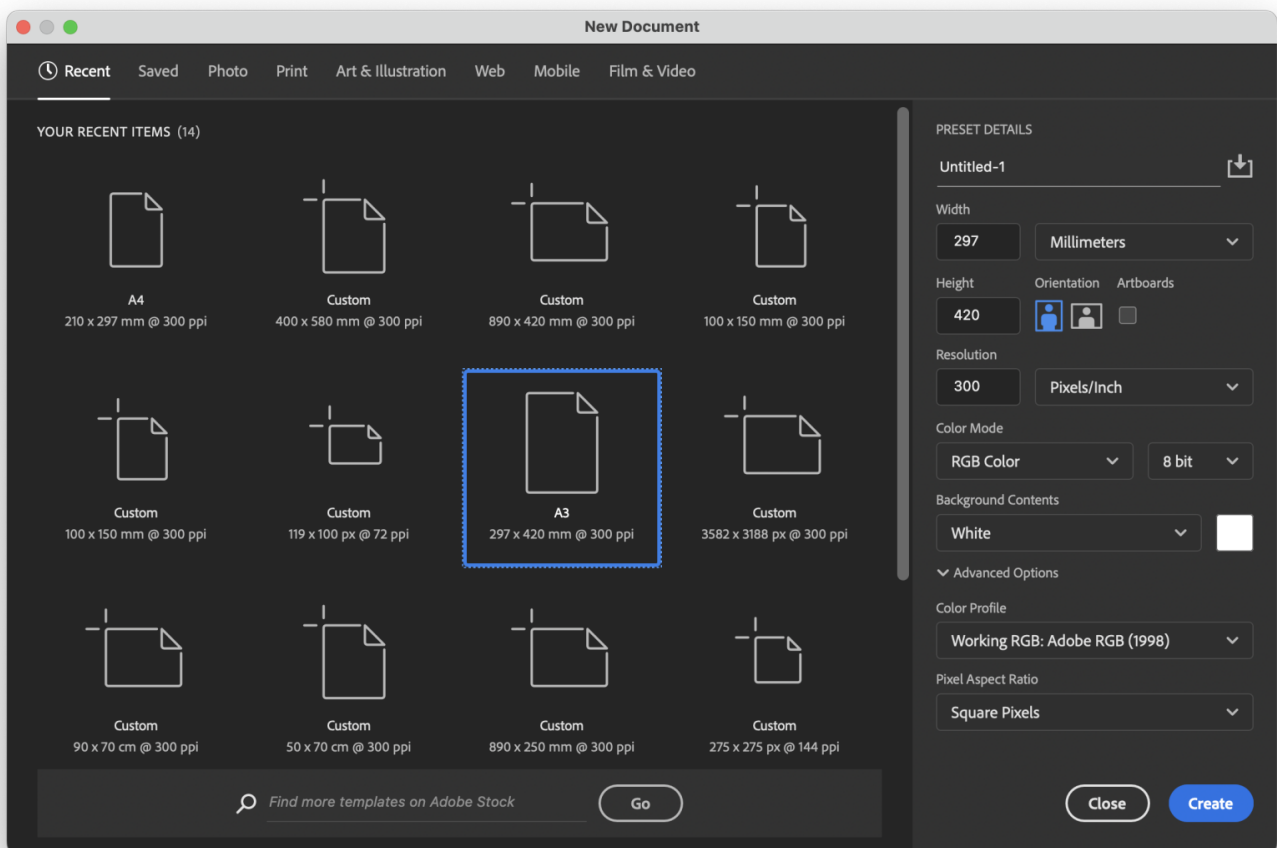 New Document
Recent Saved Photo Print Art & Illustration Web Mobile Film & Video
YOUR RECENT ITEMS (14)
A4
210 x 297 mm @ 300 ppi
Custom
400 x 580 mm @ 300 ppi
Custom
890 x 420 mm @ 300 ppi
Custom
100 x 150 mm @ 300 ppi
Custom
100 x 150 mm @ 300 ppi
Custom
119 x 100 px @ 72 ppi
A3
297 x 420 mm @ 300 ppi
Custom
3582 x 3188 px @ 300 ppi
Custom
90 x 70 cm @ 300 ppi
Custom
50 x 70 cm @ 300 ppi
Custom
890 x 250 mm @ 300 ppi
Custom
275 x 275 px @ 144 ppi
Find more templates on Adobe Stock Go
PRESET DETAILS
Untitled-1
Width
297 Millimeters
Height Orientation Artboards
420
Resolution
300 Pixels/Inch
Color Mode
RGB Color 8 bit
Background Contents
White
Advanced Options
Color Profile
Working RGB: Adobe RGB (1998)
Pixel Aspect Ratio
Square Pixels
Close Create